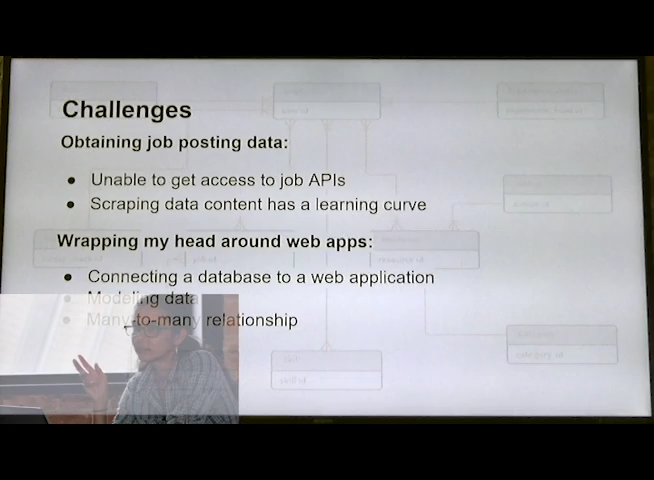 Challenges
Obtaining job posting data:
● Unable to get access to job APIs
● Scraping data content has a learning curve
Wrapping my head around web apps:
● Connecting a database to a web application
● Modeling data
● Many-to-many relationship
category_id